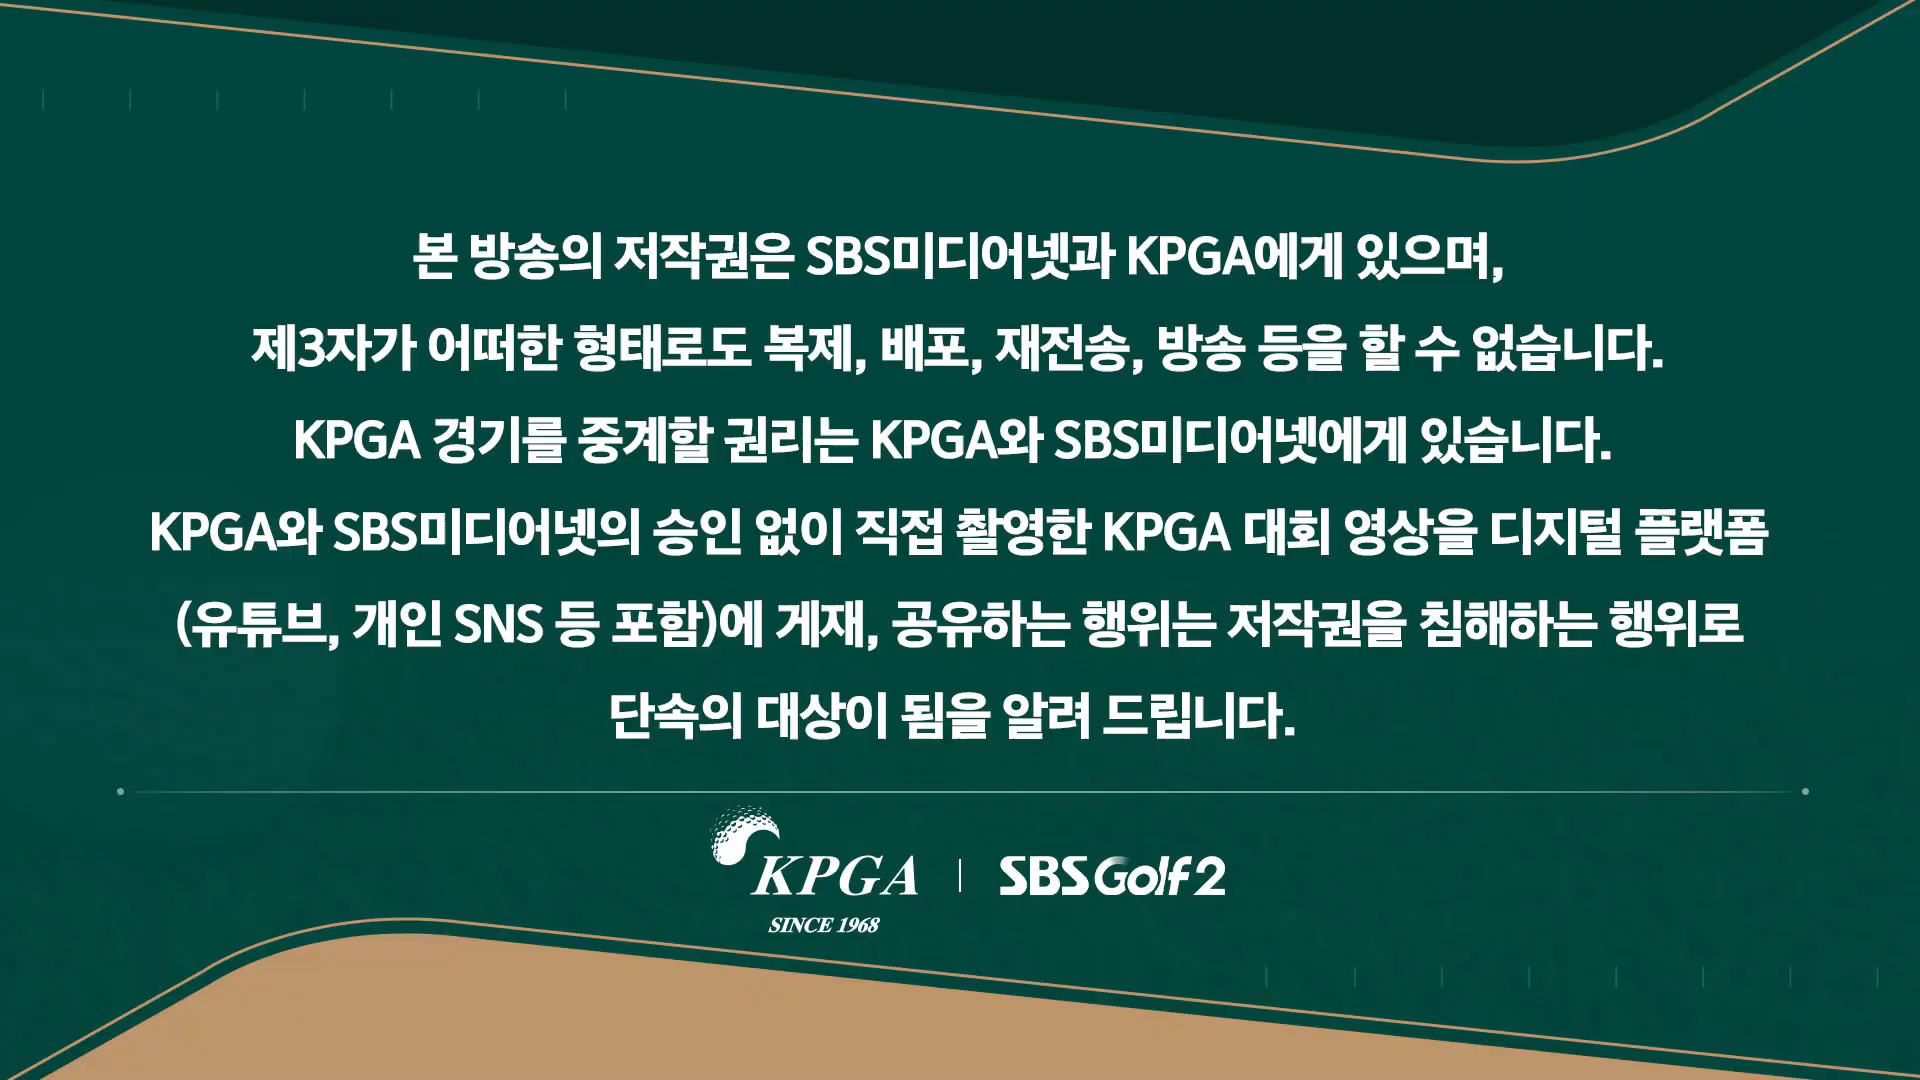 본 방송의 저작권은 SBS미디어넷과 KPGA에게 있으며,
제3자가 어떠한 형태로도 복제, 배포, 재전송, 방송 등을 할 수 없습니다.
KPGA 경기를 중계할 권리는 KPGA와 SBS미디어넷에게 있습니다.
KPGA와 SBS미디어넷의 승인 없이 직접 촬영한 KPGA 대회 영상을 디지털 플랫폼
(유튜브, 개인 SNS 등 포함)에 게재, 공유하는 행위는 저작권을 침해하는 행위로
단속의 대상이 됨을 알려 드립니다.
KPGA | SBS Golf 2
SINCE 1968